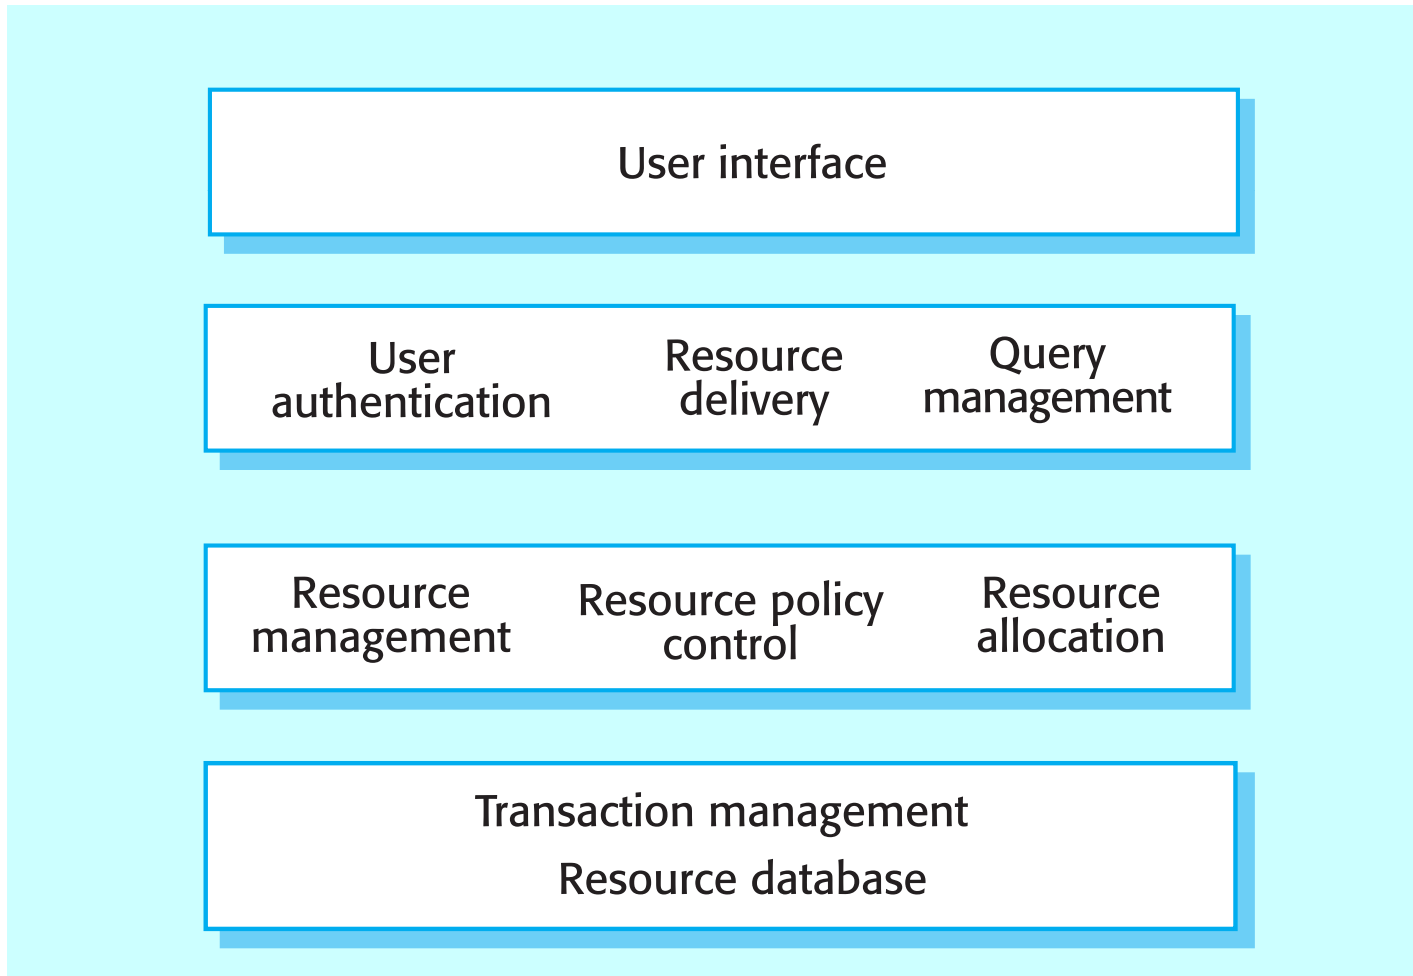 User interface
User
authentication
Resource
delivery
Query
management
Resource
management
Resource policy
control
Resource
allocation
Transaction management
Resource database